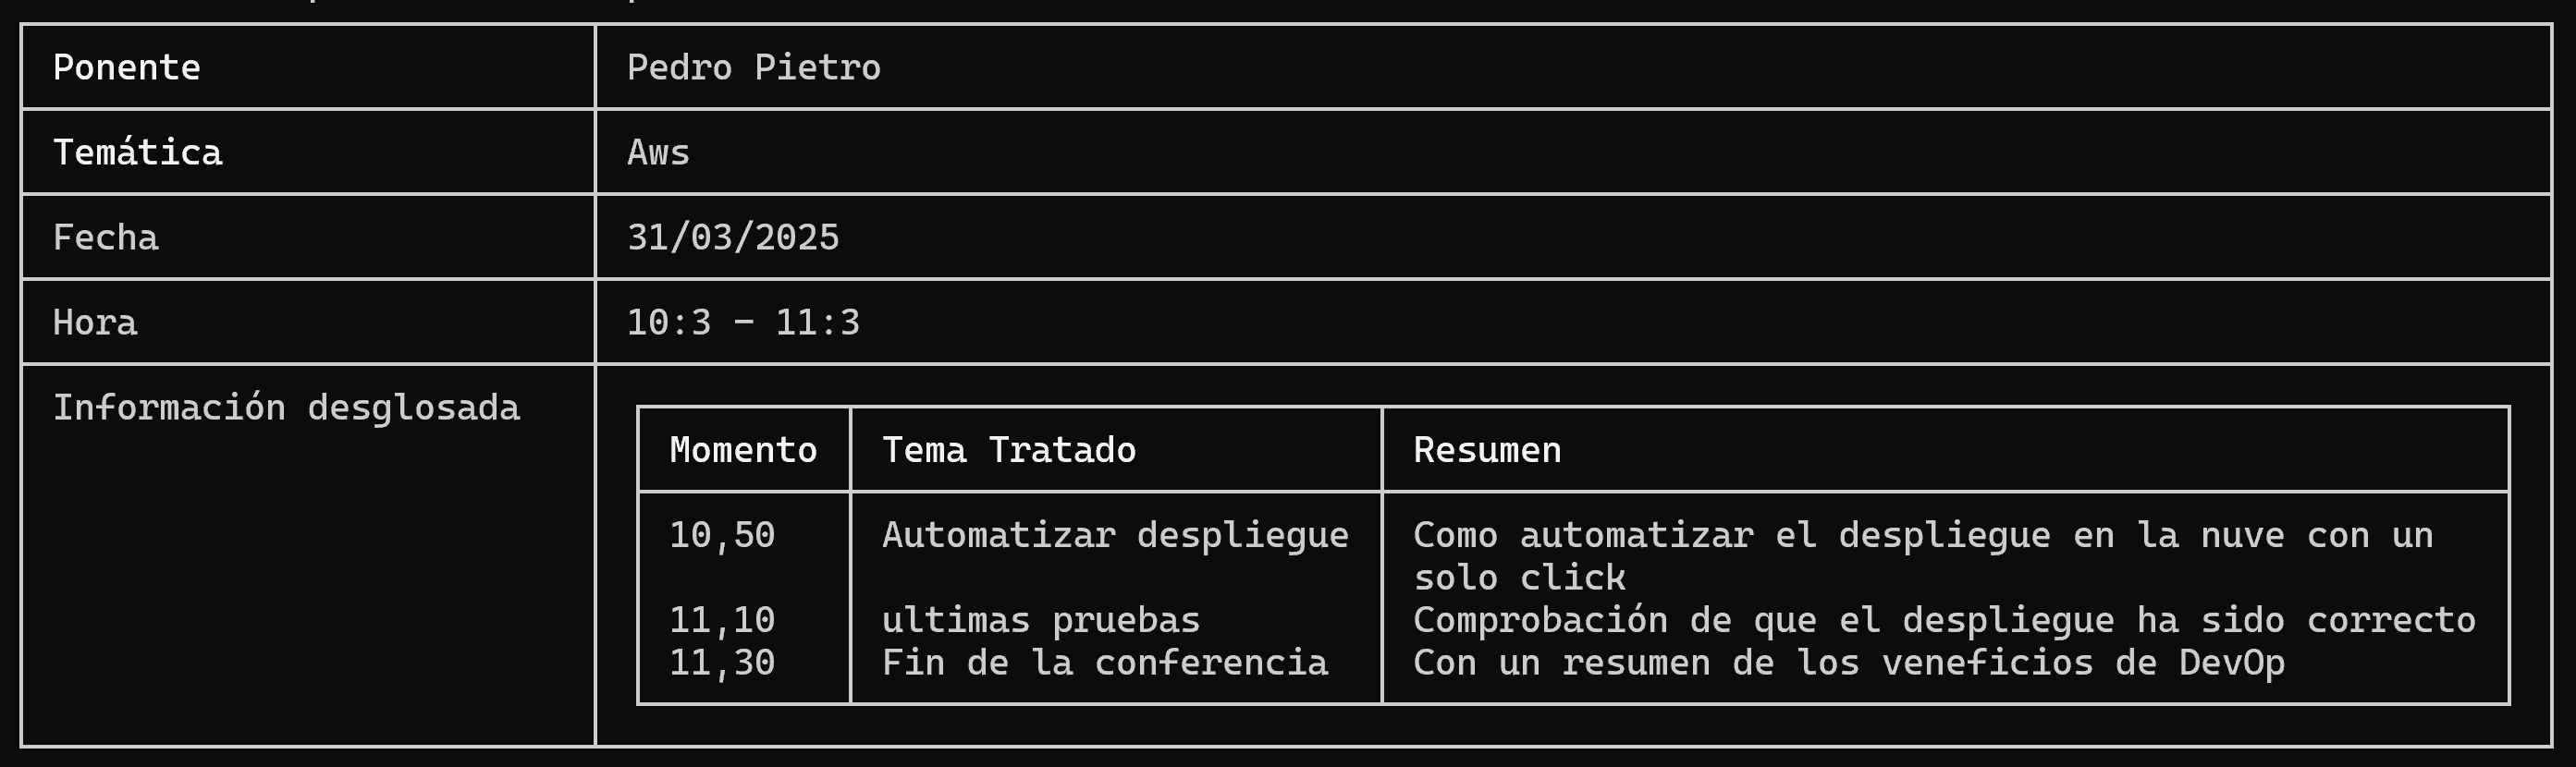 Ponente Pedro Pietro
Temática Aws
Fecha 31/03/2025
Hora 10:3 - 11:3
Información desglosada
Momento Tema Tratado Resumen
10,50 Automatizar despliegue Como automatizar el despliegue en la nuve con un
solo click
11,10 ultimas pruebas Comprobación de que el despliegue ha sido correcto
11,30 Fin de la conferencia Con un resumen de los veneficios de DevOp